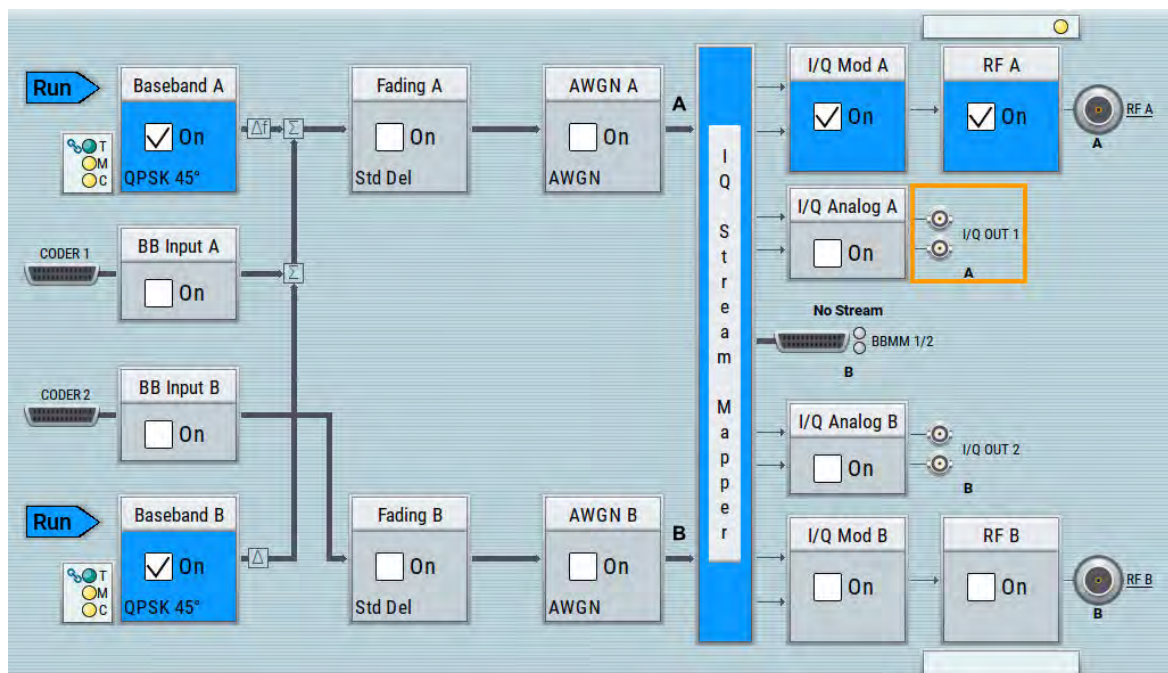 Run
Baseband A
On
QPSK 45°
T
M
C
Δf
Σ
Fading A
On
Std Del
AWGN A
On
AWGN
A
I/Q Mod A
On
RF A
On
RF A
A
CODER 1
BB Input A
On
Σ
I/Q Analog A
On
I/Q OUT 1
A
IQ Stream Mapper
No Stream
BBMM 1/2
B
CODER 2
BB Input B
On
I/Q Analog B
On
I/Q OUT 2
B
Run
Baseband B
On
QPSK 45°
T
M
C
Δ
Fading B
On
Std Del
AWGN B
On
AWGN
B
I/Q Mod B
On
RF B
On
RF B
B